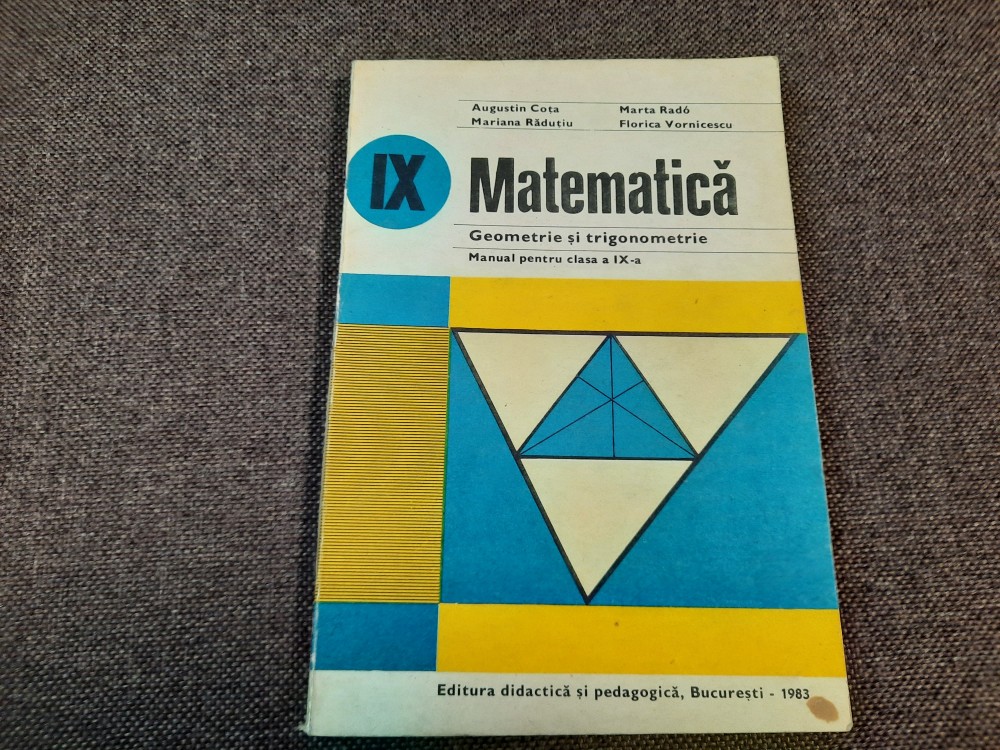 Augustin Cota Marta Radó
Mariana Răduțiu Florica Vornicescu
IX Matematică
Geometrie și trigonometrie
Manual pentru clasa a IX-a
Editura didactică și pedagogică, București - 1983